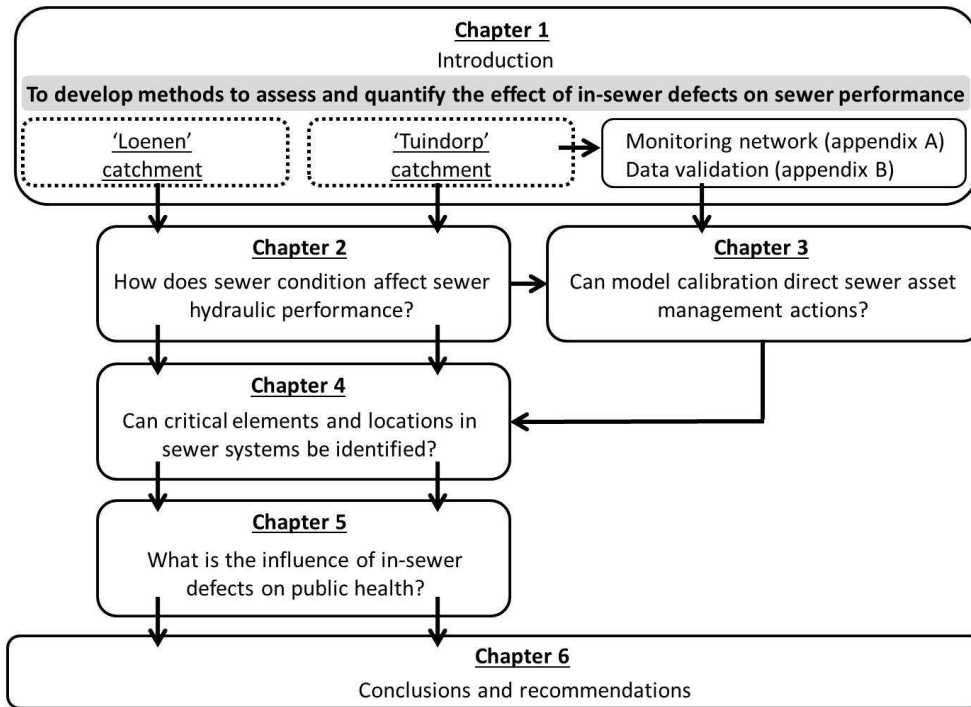 Chapter 1
Introduction
To develop methods to assess and quantify the effect of in-sewer defects on sewer performance
‘Loenen’
catchment
‘Tuindorp’
catchment
Monitoring network (appendix A)
Data validation (appendix B)
Chapter 2
How does sewer condition affect sewer
hydraulic performance?
Chapter 3
Can model calibration direct sewer asset
management actions?
Chapter 4
Can critical elements and locations in
sewer systems be identified?
Chapter 5
What is the influence of in-sewer
defects on public health?
Chapter 6
Conclusions and recommendations